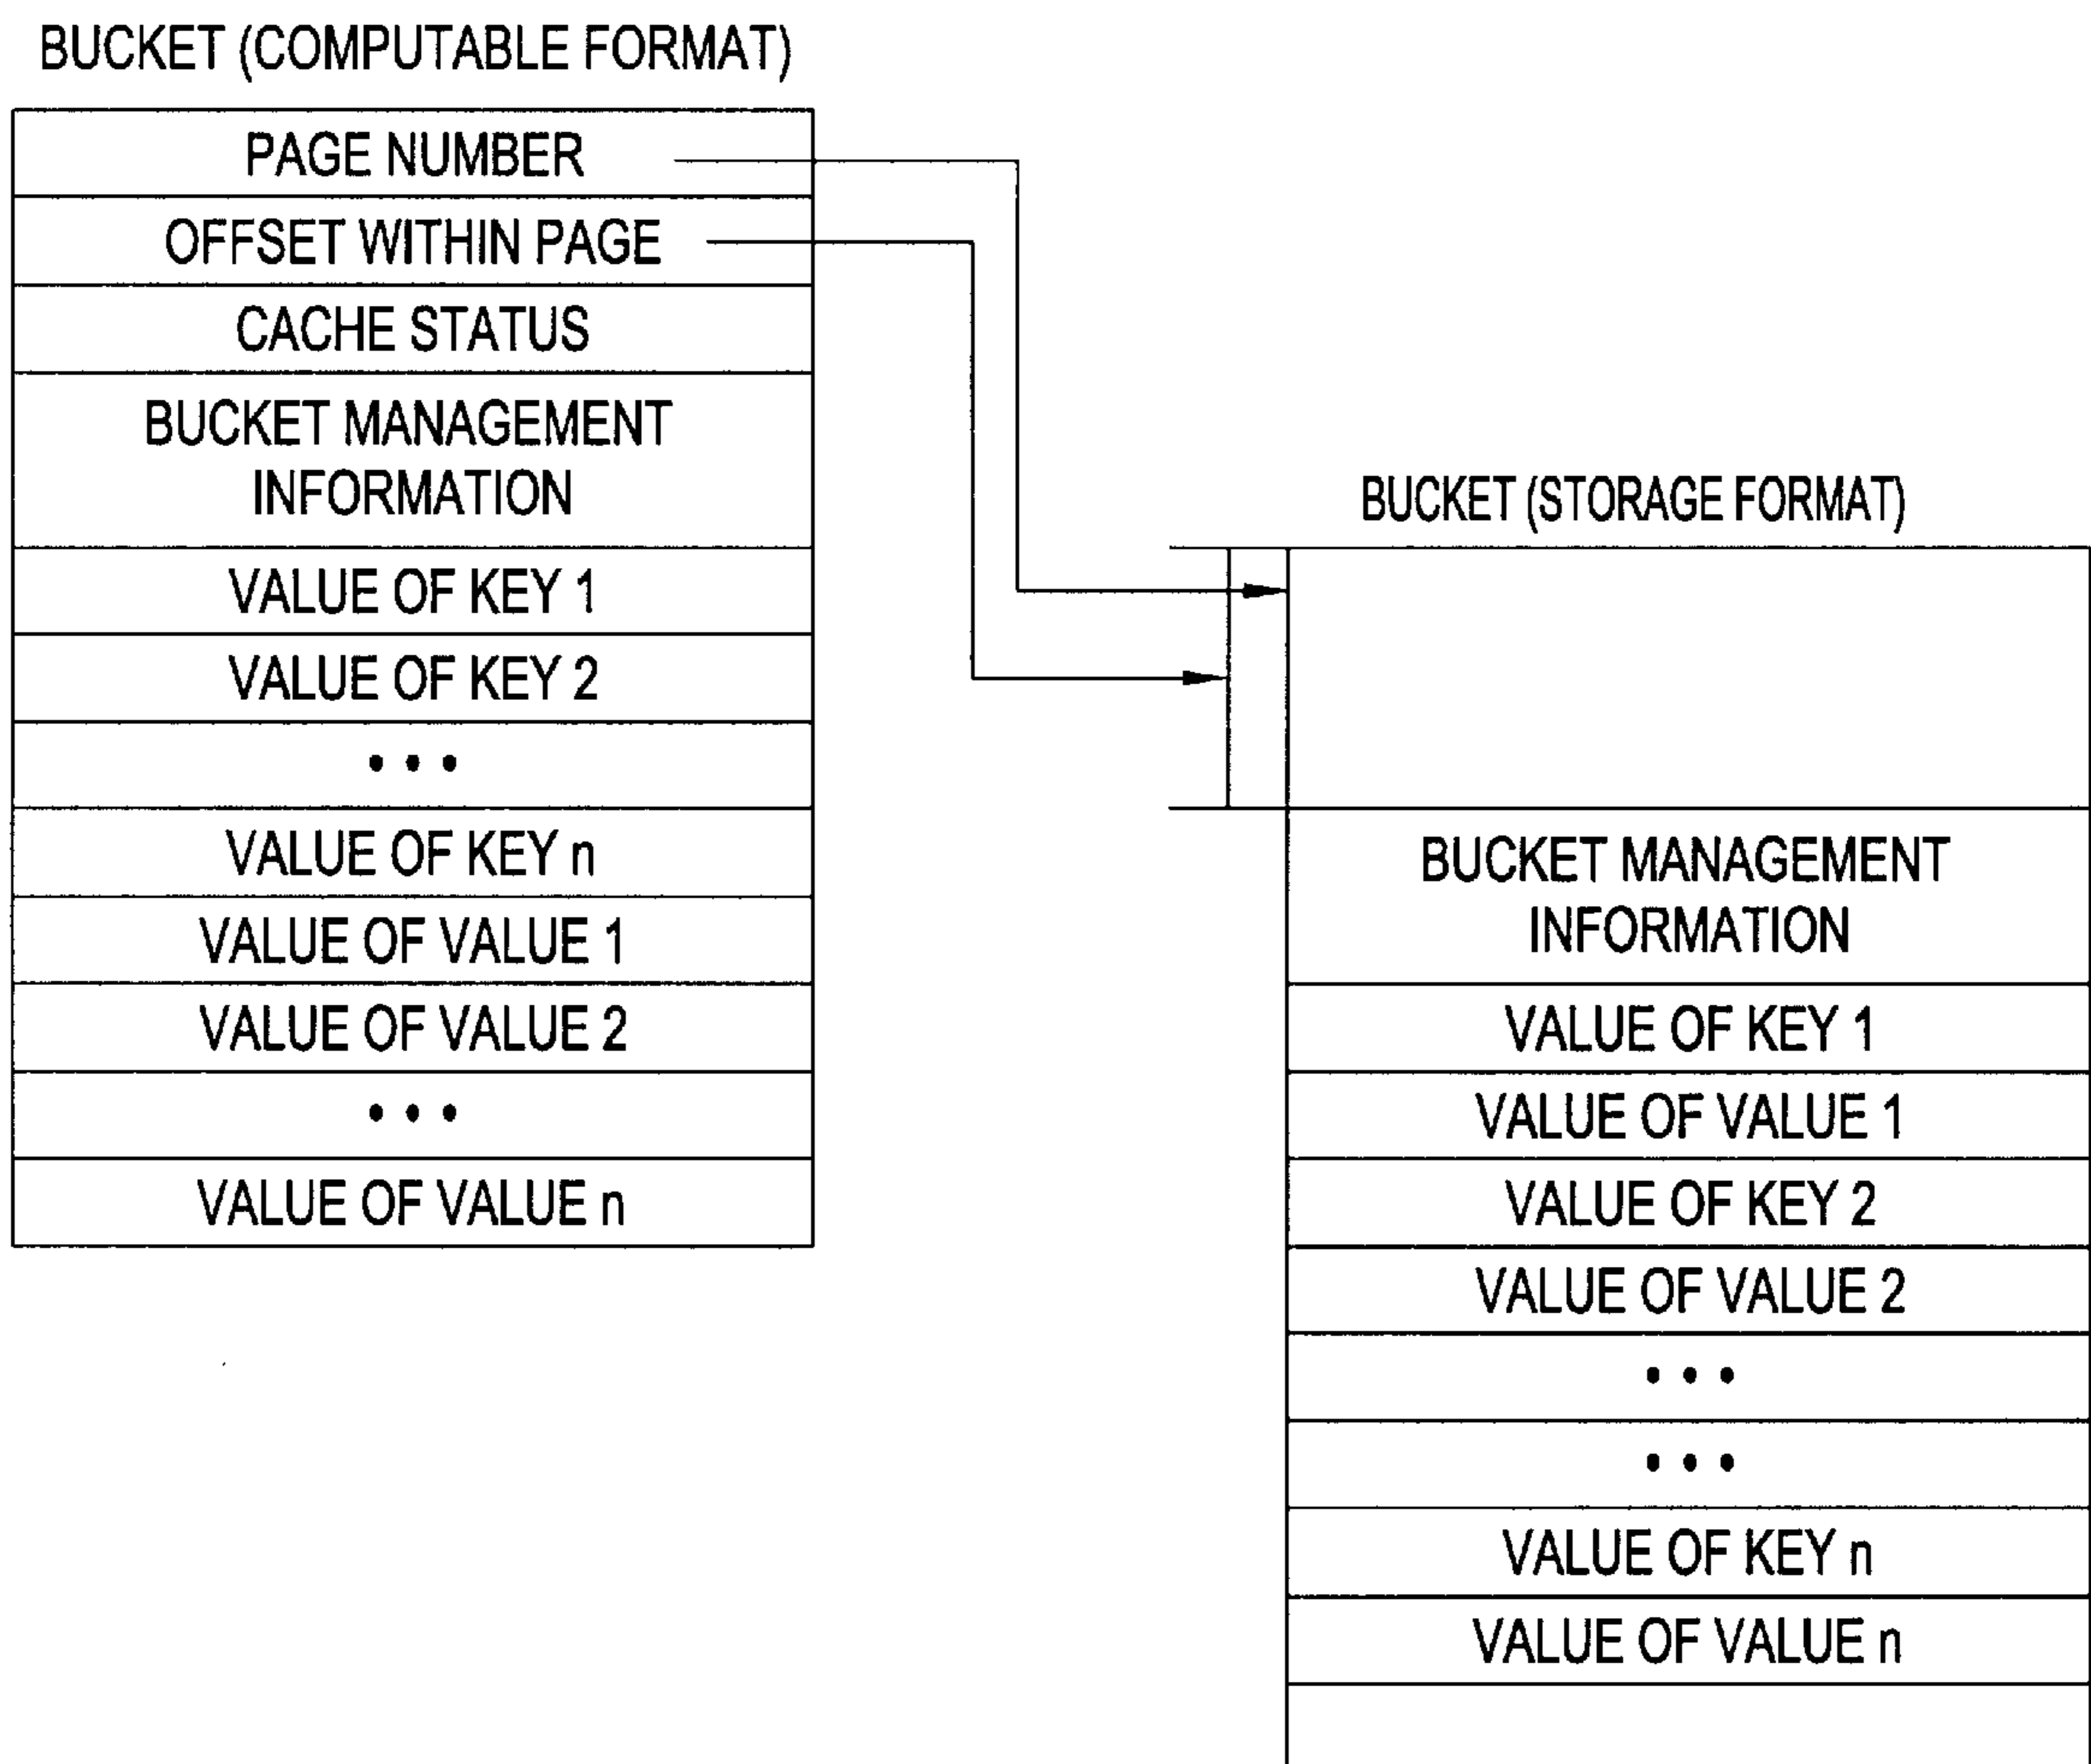 BUCKET (COMPUTABLE FORMAT)
PAGE NUMBER
OFFSET WITHIN PAGE
CACHE STATUS
BUCKET MANAGEMENT
INFORMATION
VALUE OF KEY 1
VALUE OF KEY 2
• • •
VALUE OF KEY n
VALUE OF VALUE 1
VALUE OF VALUE 2
• • •
VALUE OF VALUE n
BUCKET (STORAGE FORMAT)
BUCKET MANAGEMENT
INFORMATION
VALUE OF KEY 1
VALUE OF VALUE 1
VALUE OF KEY 2
VALUE OF VALUE 2
• • •
• • •
VALUE OF KEY n
VALUE OF VALUE n